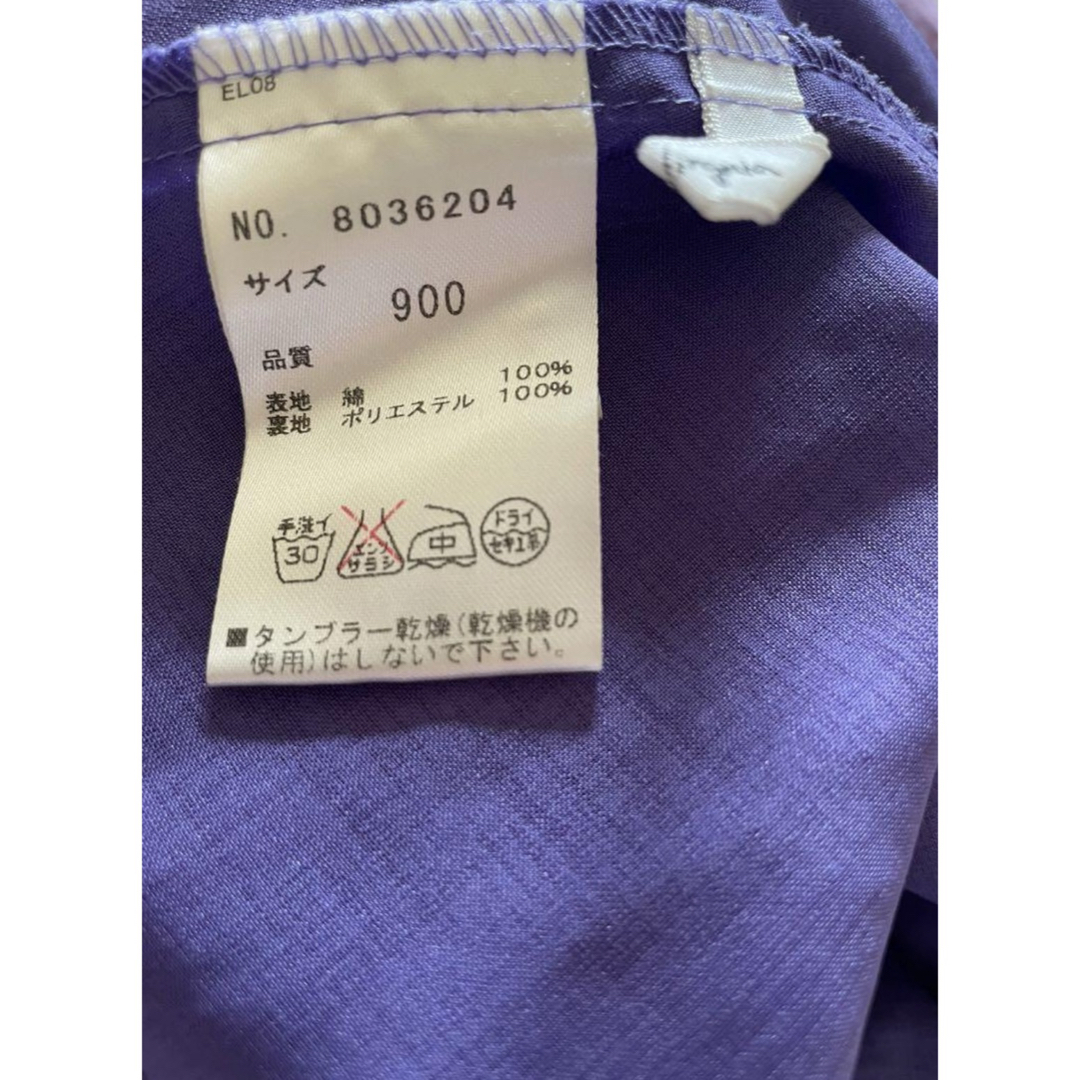 EL08
NO. 8036204
サイズ
900
品質
表地 綿 100%
裏地 ポリエステル 100%
手洗イ
30
エンソ
サラシ
中
ドライ
セキユ系
■タンブラー乾燥(乾燥機の
使用)はしないで下さい。